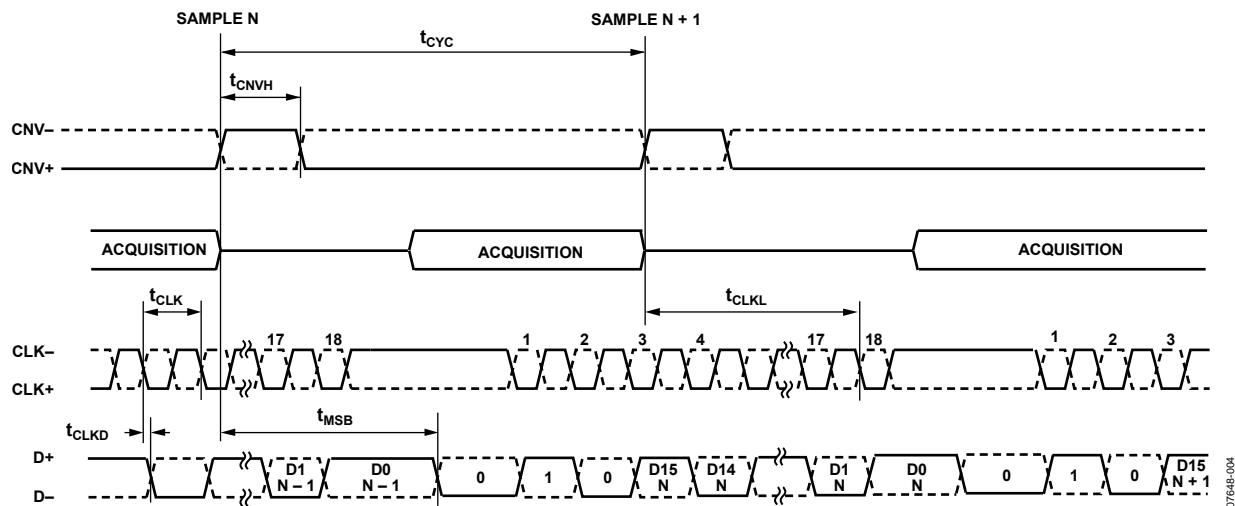 SAMPLE N SAMPLE N + 1
tCYC
tCNVH
CNV–
CNV+
ACQUISITION ACQUISITION ACQUISITION
tCLK tCLKL
17 18 1 2 3 4 17 18 1 2 3
CLK–
CLK+
tMSB
tCLKD
D+
D1 D0 D15 D14 D1 D0 D15
0 1 0 0 1 0
N – 1 N – 1 N N N N N + 1
D–
07648-004